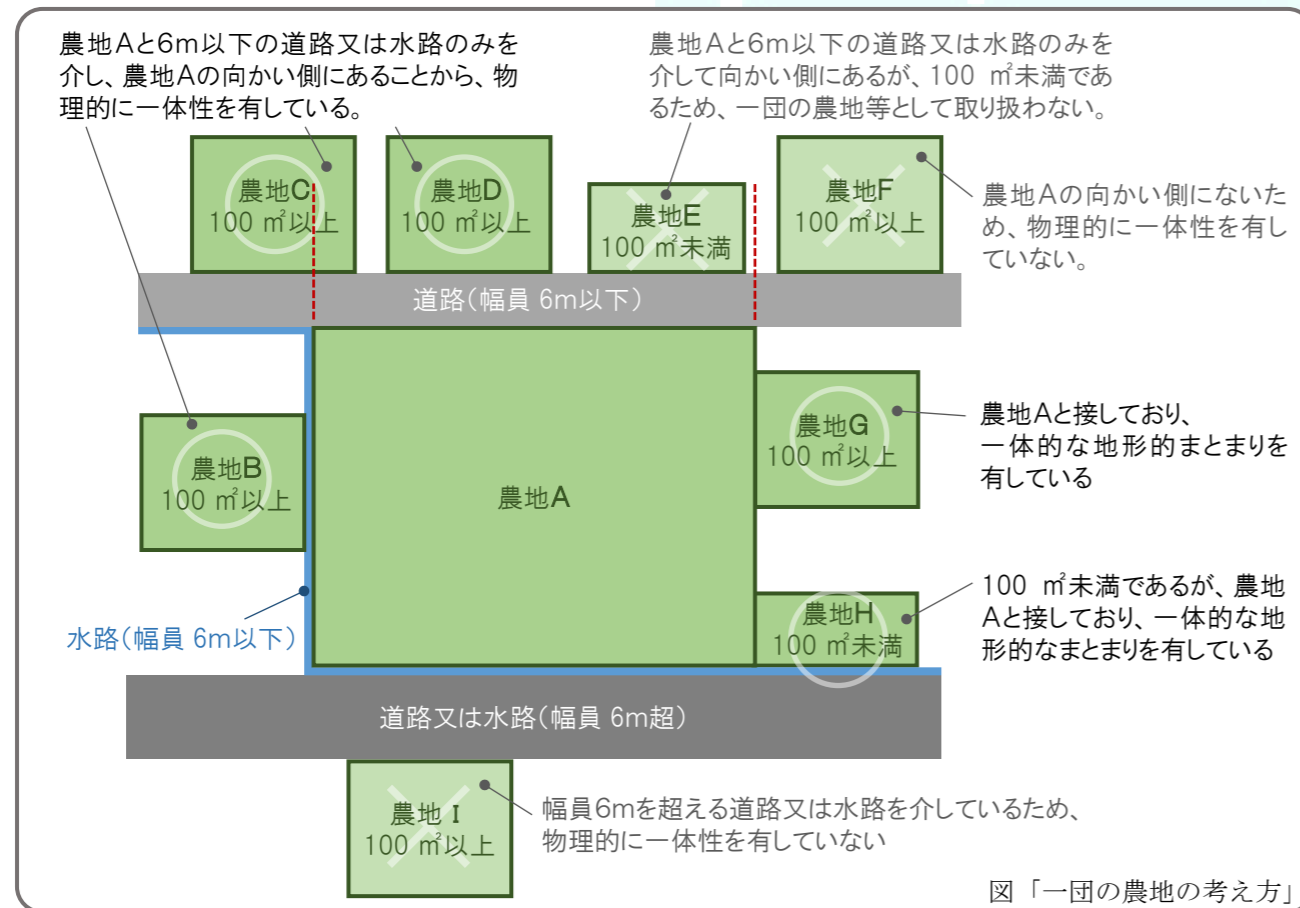 農地Aと6m以下の道路又は水路のみを
介し、農地Aの向かい側にあることから、物
理的に一体性を有している。
農地Aと6m以下の道路又は水路のみを
介して向かい側にあるが、100 ㎡未満であ
るため、一団の農地等として取り扱わない。
農地C
100 ㎡以上
農地D
100 ㎡以上
農地E
100 ㎡未満
農地F
100 ㎡以上
農地Aの向かい側にないた
め、物理的に一体性を有し
ていない。
道路(幅員 6m以下)
農地B
100 ㎡以上
農地A
農地G
100 ㎡以上
農地Aと接しており、
一体的な地形的まとまりを
有している
農地H
100 ㎡未満
100 ㎡未満であるが、農地
Aと接しており、一体的な地
形的なまとまりを有している
水路(幅員 6m以下)
道路又は水路(幅員 6m超)
農地 I
100 ㎡以上
幅員6mを超える道路又は水路を介しているため、
物理的に一体性を有していない
図「一団の農地の考え方」